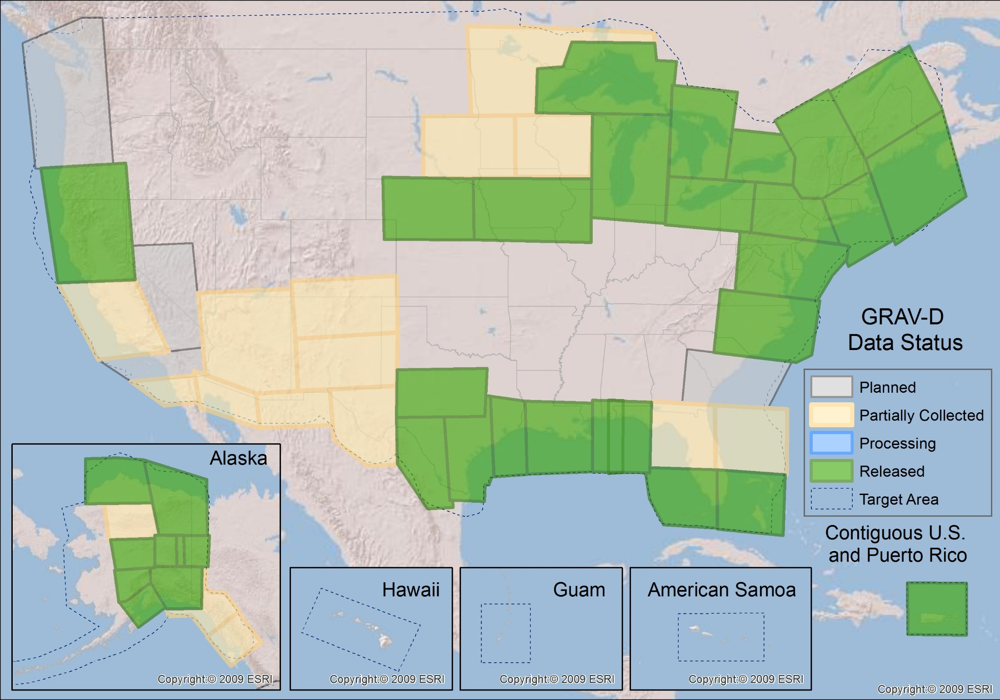 GRAV-D
Data Status
Planned
Partially Collected
Processing
Released
Target Area
Contiguous U.S.
and Puerto Rico
Alaska
Copyright:© 2009 ESRI
Hawaii
Copyright:© 2009 ESRI
Guam
Copyright:© 2009 ESRI
American Samoa
Copyright:© 2009 ESRI
Copyright:© 2009 ESRI